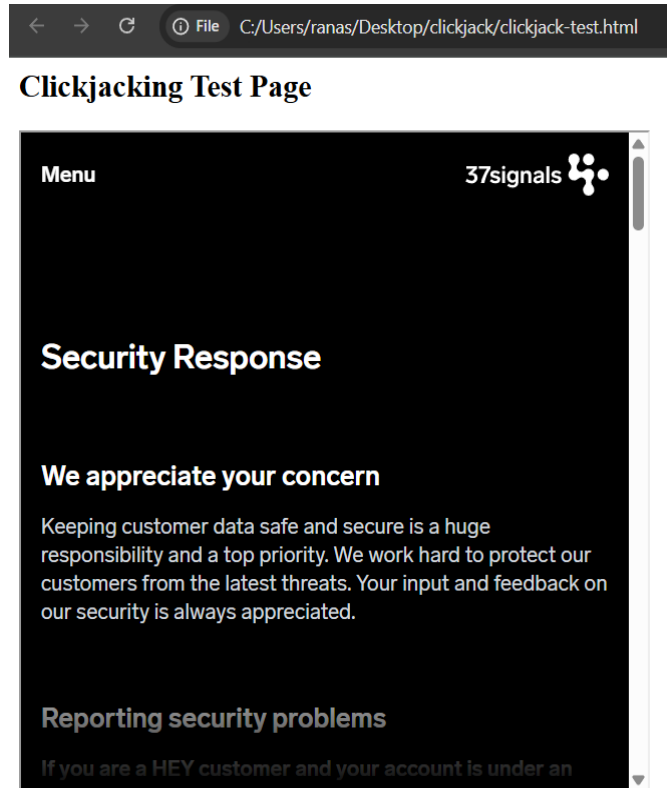 File C:/Users/ranas/Desktop/clickjack/clickjack-test.html
Clickjacking Test Page
Menu
37signals
Security Response
We appreciate your concern
Keeping customer data safe and secure is a huge
responsibility and a top priority. We work hard to protect our
customers from the latest threats. Your input and feedback on
our security is always appreciated.
Reporting security problems
If you are a HEY customer and your account is under an